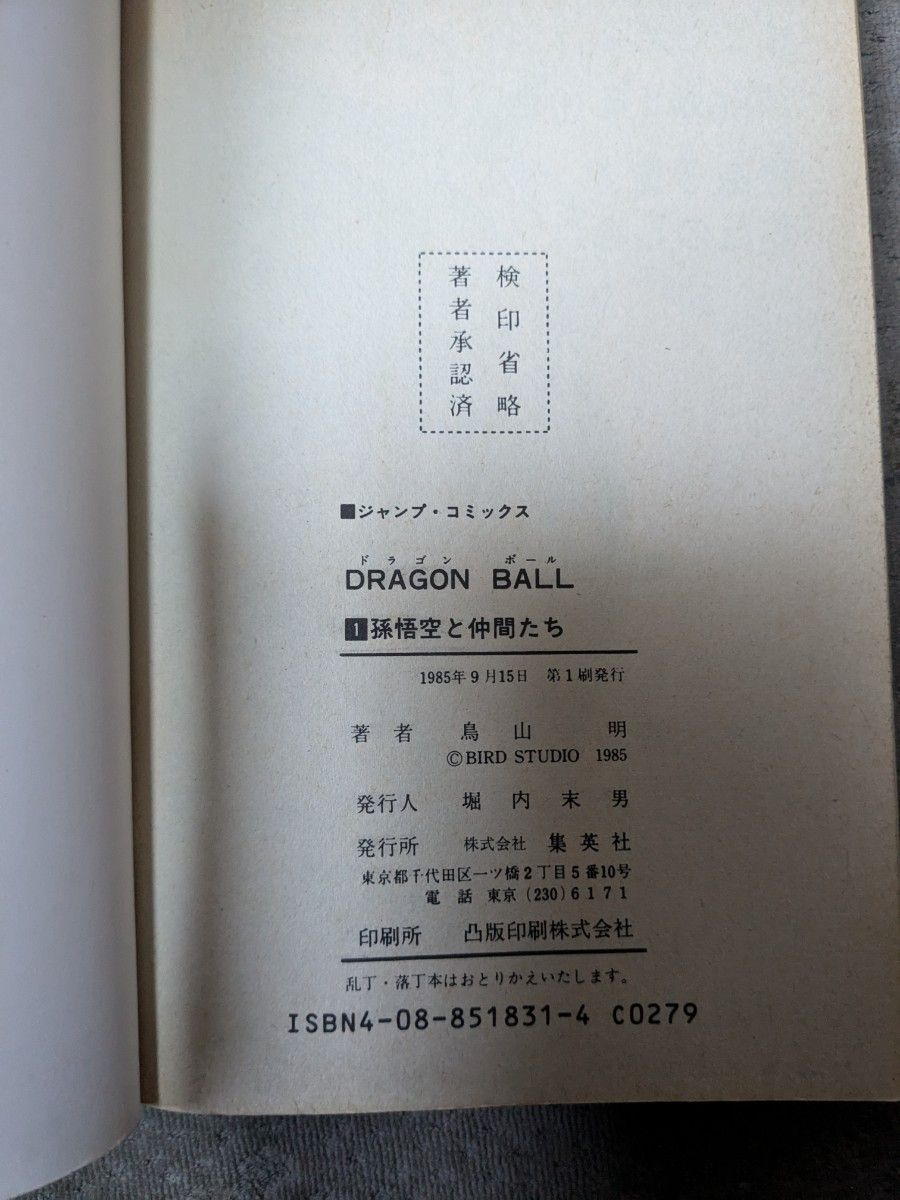 検印省略
著者承認済
■ジャンプ・コミックス
ドラゴン ボール
DRAGON BALL
1 孫悟空と仲間たち
1985年9月15日 第1刷発行
著者 鳥山 明
©BIRD STUDIO 1985
発行人 堀内末男
発行所 株式会社 集英社
東京都千代田区一ツ橋2丁目5番10号
電話 東京(230)6171
印刷所 凸版印刷株式会社
乱丁・落丁本はおとりかえいたします。
ISBN4-08-851831-4 C0279